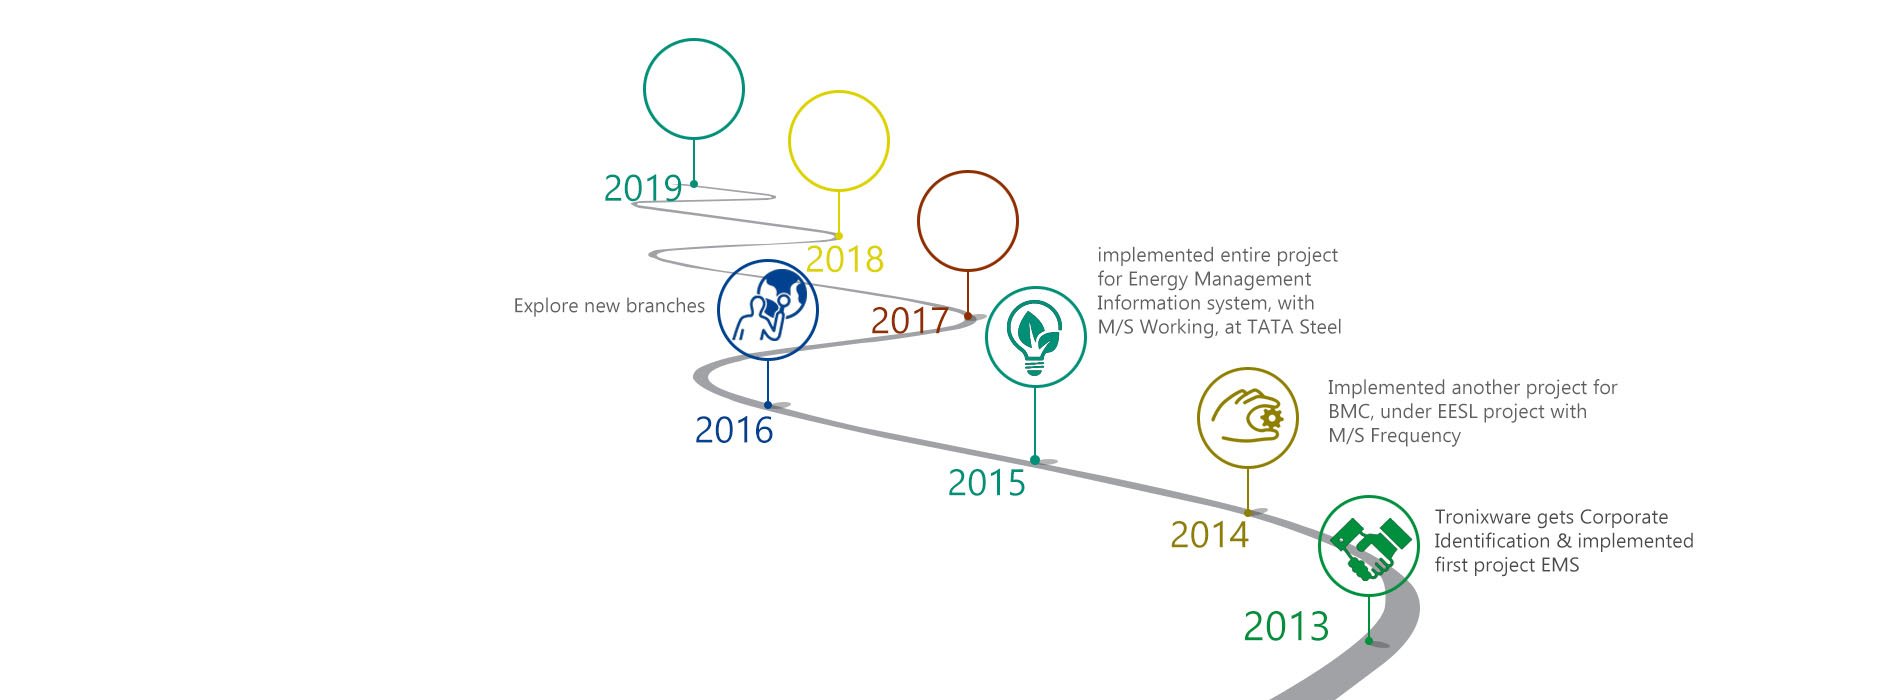 2019
2018
2017
implemented entire project
for Energy Management
Information system, with
M/S Working, at TATA Steel
Explore new branches
2016
2015
Implemented another project for
BMC, under EESL project with
M/S Frequency
2014
Tronixware gets Corporate
Identification & implemented
first project EMS
2013